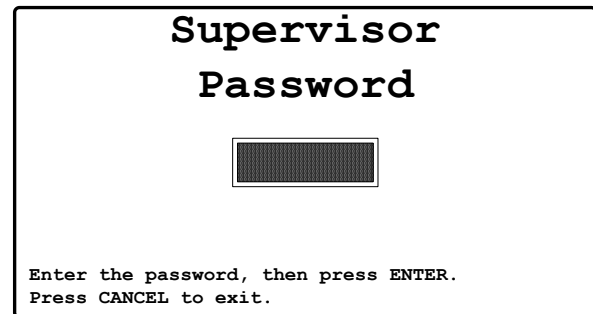 Supervisor
Password
Enter the password, then press ENTER.
Press CANCEL to exit.